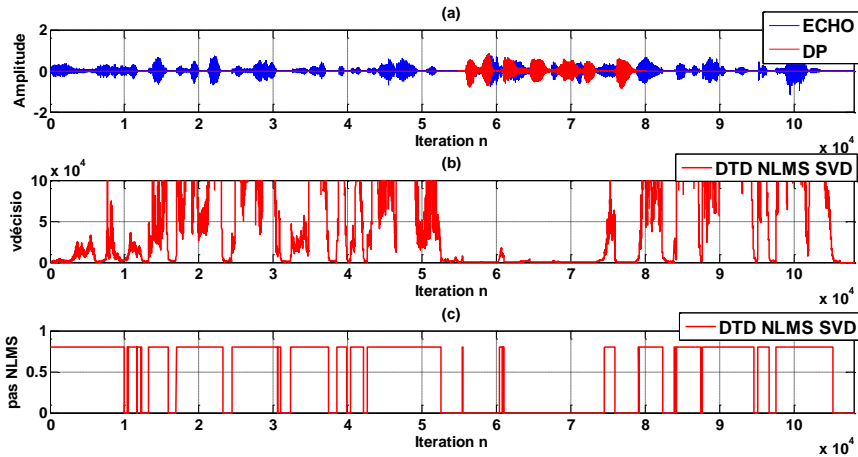 (a)
Amplitude
2
0
-2
ECHO
DP
0 1 2 3 4 5 6 7 8 9 10
Iteration n
x 10^4
(b)
x 10^4
vdécisio
10
5
0
DTD NLMS SVD
0 1 2 3 4 5 6 7 8 9 10
Iteration n
x 10^4
(c)
pas NLMS
1
0.5
0
DTD NLMS SVD
0 1 2 3 4 5 6 7 8 9 10
Iteration n
x 10^4